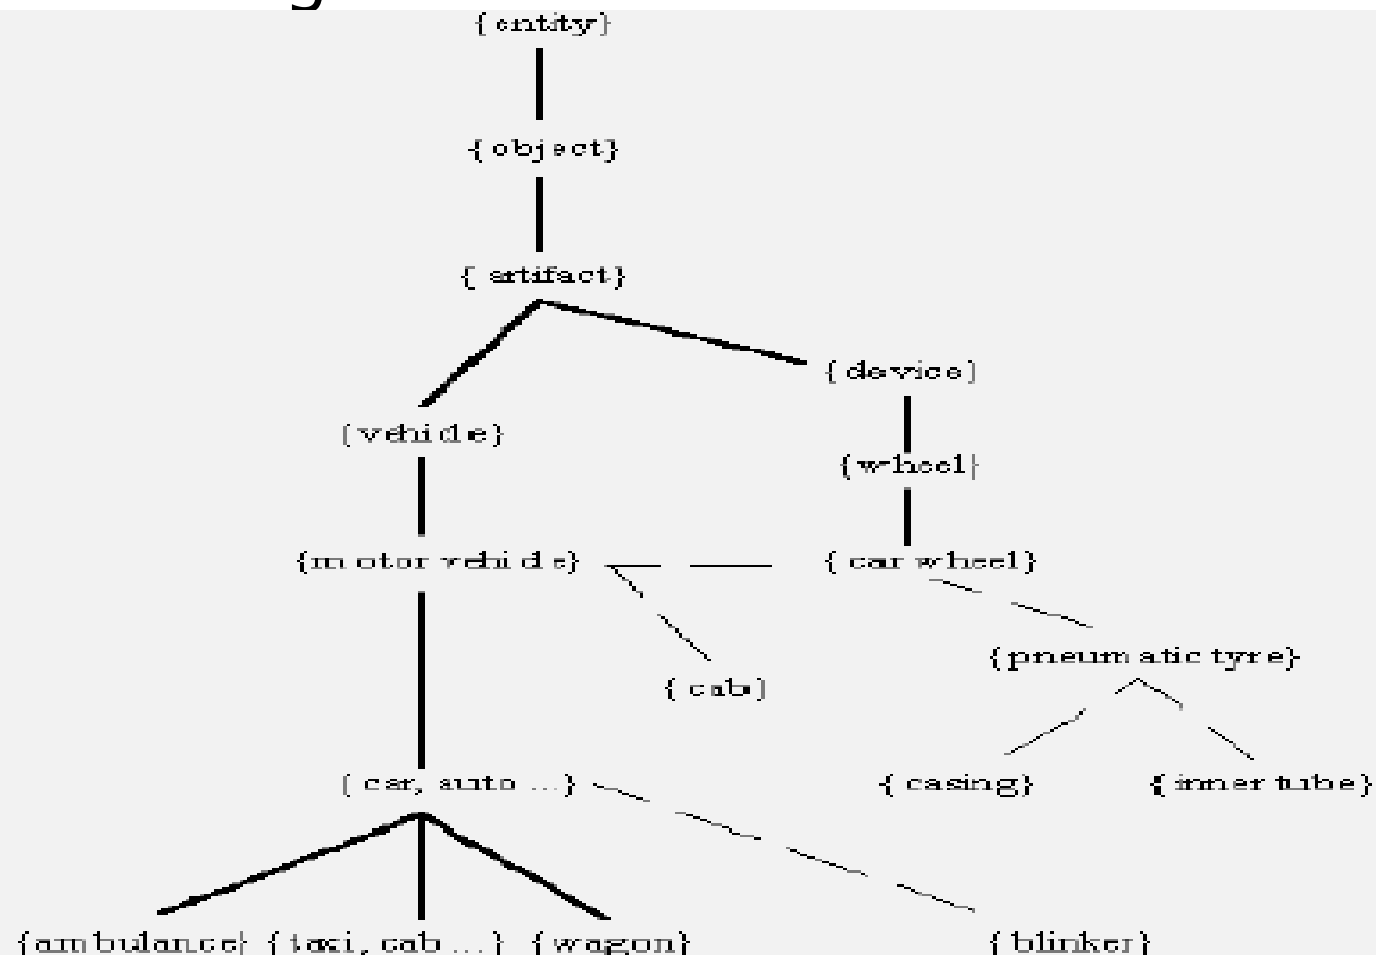 {entity}
{object}
{artifact}
{device}
{vehicle}
{wheel}
{motor vehicle} {car wheel}
{pneumatic tyre}
{cab}
{car, auto ...} {casing} {inner tube}
{ambulance} {taxi, cab ...} {wagon} {blinker}